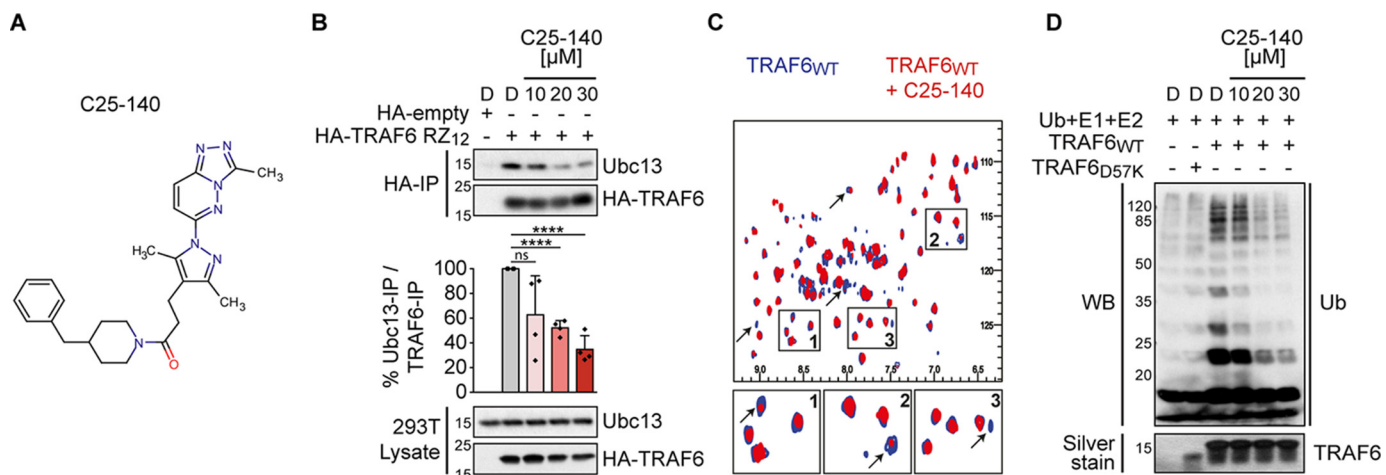 A
C25-140
N
N
N
CH₃
N
N
N
N
H₃C
CH₃
N
O
B
C25-140
[µM]
D D 10 20 30
HA-empty + - - - -
HA-TRAF6 RZ₁₂ - + + + +
HA-IP
15
Ubc13
25
HA-TRAF6
15
% Ubc13-IP /
TRAF6-IP
****
****
ns
100
80
60
40
20
0
293T
Lysate
15
Ubc13
25
HA-TRAF6
15
C
TRAF6WT
TRAF6WT
+ C25-140
110
115
120
125
9,0 8,5 8,0 7,5 7,0 6,5
1
2
3
1
2
3
D
C25-140
[µM]
D D D 10 20 30
Ub+E1+E2 + + + + + +
TRAF6WT - - + + + +
TRAF6D57K - + - - - -
WB
120
85
50
35
25
20
15
Ub
Silver
stain
15
TRAF6